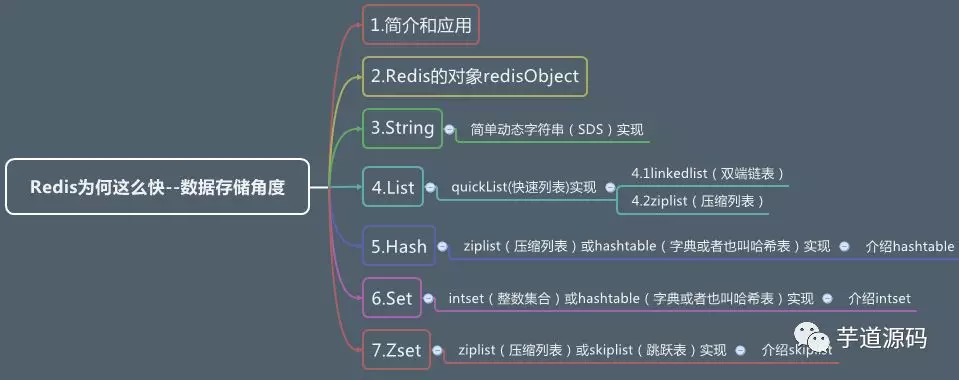 1.简介和应用
2.Redis的对象redisObject
3.String
简单动态字符串（SDS）实现
Redis为何这么快--数据存储角度
4.List
quickList(快速列表)实现
4.1linkedlist（双端链表）
4.2ziplist（压缩列表）
5.Hash
ziplist（压缩列表）或hashtable（字典或者也叫哈希表）实现
介绍hashtable
6.Set
intset（整数集合）或hashtable（字典或者也叫哈希表）实现
介绍intset
7.Zset
ziplist（压缩列表）或skiplist（跳跃表）实现
介绍skiplist
芋道源码